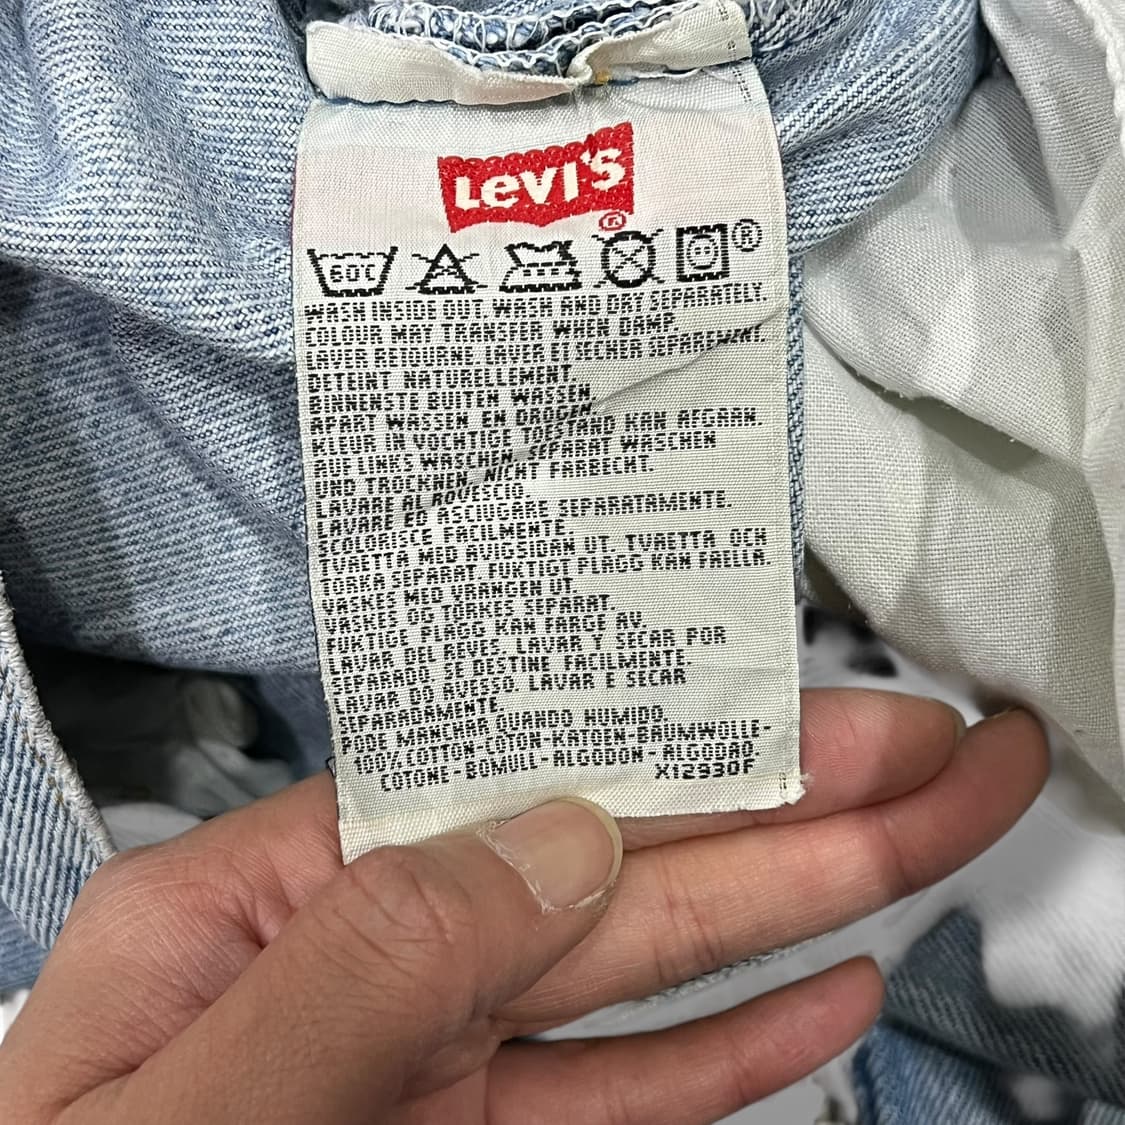 Levi's
®
60C
®
WASH INSIDE OUT. WASH AND DRY SEPARATELY.
COLOUR MAY TRANSFER WHEN DAMP.
LAVER RETOURNE. LAVER ET SECHER SEPAREMENT.
DETEINT NATURELLEMENT
BINNENSTE BUITEN WASSEN.
APART WASSEN EN DROGEN.
KLEUR IN VOCHTIGE TOESTAND KAN AFGAAN.
AUF LINKS WASCHEN, SEPARAT WASCHEN
UND TROCKNEN. NICHT FARBECHT.
LAVARE AL ROVESCIO.
LAVARE ED ASCIUGARE SEPARATAMENTE.
SCOLORISCE FACILMENTE.
TVAETTA MED AVIGSIDAN UT. TVAETTA OCH
TORKA SEPARAT. FUKTIGT PLAGG KAN FAELLA.
VASKES MED VRANGEN UT
VASKES OG TORKES SEPARAT.
FUKTIGE PLAGG KAN FARGE AV.
LAVAR DEL REVES. LAVAR Y SECAR POR
SEPARADO. SE DESTINE FACILMENTE.
LAVAR DO AVESSO. LAVAR E SECAR
SEPARADAMENTE.
PODE MANCHAR QUANDO HUMIDO.
100% COTTON-COTON-KATOEN-BAUMWOLLE-
COTONE-BOMULL-ALGODON-ALGODAO.
X12930F